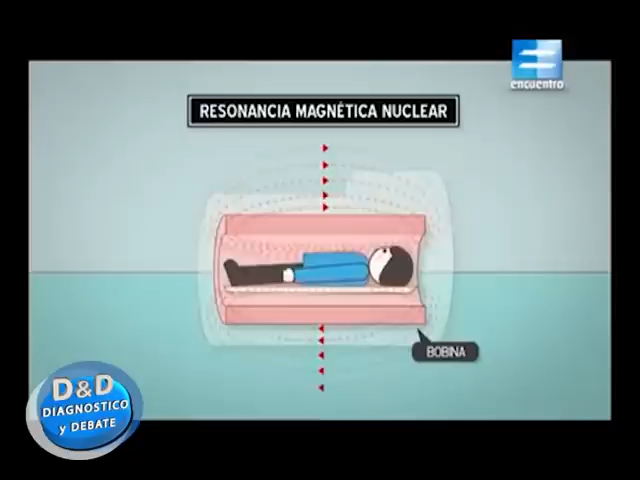 encuentro
RESONANCIA MAGNÉTICA NUCLEAR
BOBINA
D&D
DIAGNOSTICO
y DEBATE